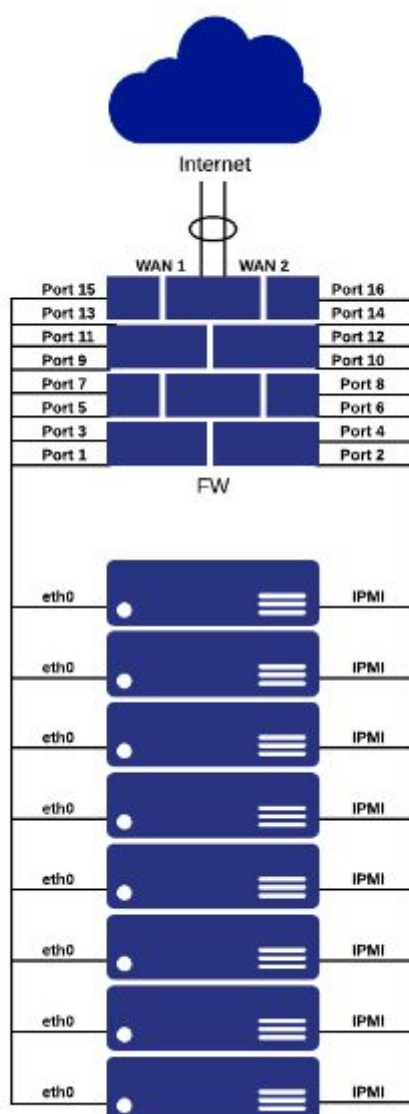 Internet
WAN 1 WAN 2
Port 15 Port 16
Port 13 Port 14
Port 11 Port 12
Port 9 Port 10
Port 7 Port 8
Port 5 Port 6
Port 3 Port 4
Port 1 Port 2
FW
eth0 IPMI
eth0 IPMI
eth0 IPMI
eth0 IPMI
eth0 IPMI
eth0 IPMI
eth0 IPMI
eth0 IPMI